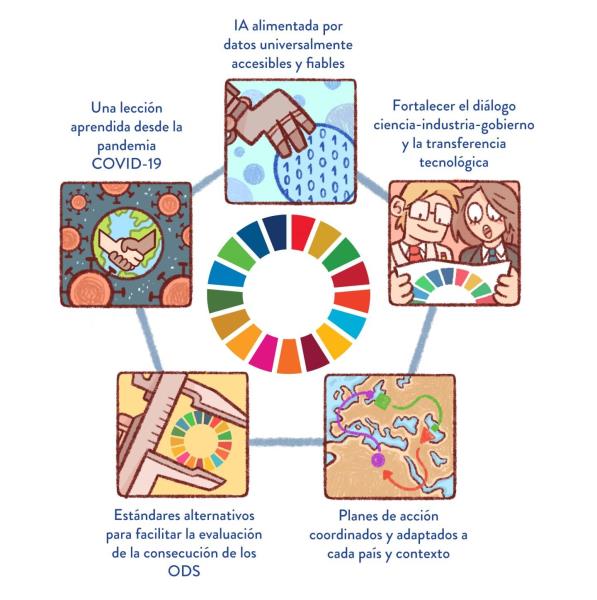 IA alimentada por
datos universalmente
accesibles y fiables
Una lección
aprendida desde la
pandemia
COVID-19
Fortalecer el diálogo
ciencia-industria-gobierno
y la transferencia
tecnológica
Estándares alternativos
para facilitar la evaluación
de la consecución de los
ODS
Planes de acción
coordinados y adaptados a
cada país y contexto